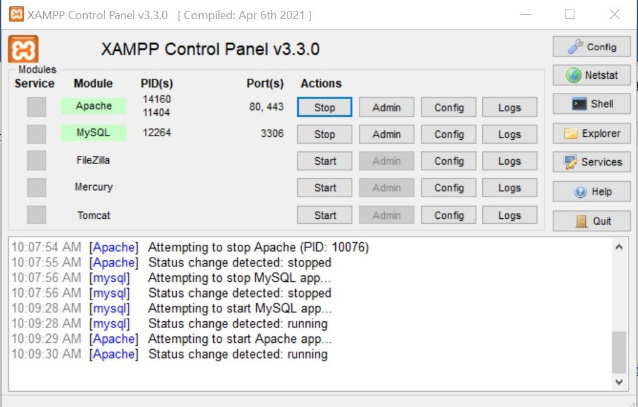 XAMPP Control Panel v3.3.0 [ Compiled: Apr 6th 2021 ]
XAMPP Control Panel v3.3.0
Config
Modules
Service Module PID(s) Port(s) Actions
Netstat
Apache 14160 11404 80, 443 Stop Admin Config Logs
Shell
MySQL 12264 3306 Stop Admin Config Logs
Explorer
FileZilla Start Admin Config Logs
Services
Mercury Start Admin Config Logs
Help
Tomcat Start Admin Config Logs
Quit
10:07:54 AM [Apache] Attempting to stop Apache (PID: 10076)
10:07:55 AM [Apache] Status change detected: stopped
10:07:56 AM [mysql] Attempting to stop MySQL app...
10:07:56 AM [mysql] Status change detected: stopped
10:09:28 AM [mysql] Attempting to start MySQL app...
10:09:28 AM [mysql] Status change detected: running
10:09:29 AM [Apache] Attempting to start Apache app...
10:09:30 AM [Apache] Status change detected: running